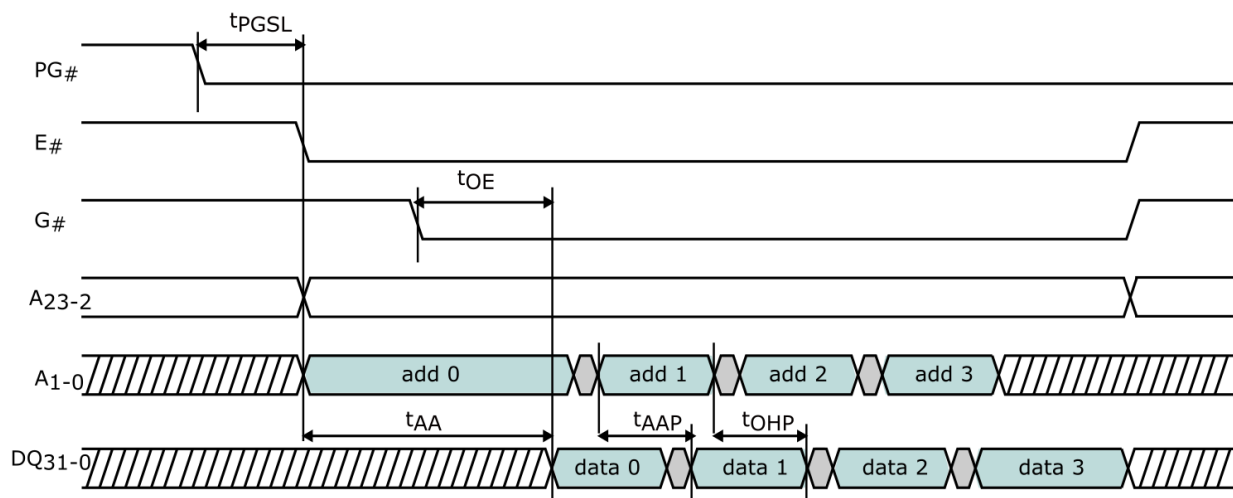 tPGSL
PG#
E#
tOE
G#
A23-2
A1-0
add 0
add 1
add 2
add 3
tAA
tAAP
tOHP
DQ31-0
data 0
data 1
data 2
data 3